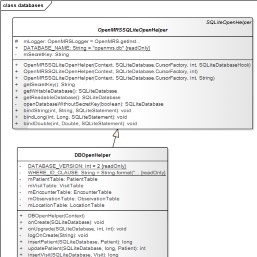 class databases
SQLiteOpenHelper
OpenMRSSQLiteOpenHelper
# mLogger: OpenMRSLogger = OpenMRS.getInst...
+ DATABASE_NAME: String = "openmrs.db" {readOnly}
- mSecretKey: String
+ OpenMRSSQLiteOpenHelper(Context, SQLiteDatabase.CursorFactory, int, SQLiteDatabaseHook)
+ OpenMRSSQLiteOpenHelper(Context, SQLiteDatabase.CursorFactory, int)
+ OpenMRSSQLiteOpenHelper(Context, SQLiteDatabase.CursorFactory, int, String)
+ getSecretKey(): String
+ getWritableDatabase(): SQLiteDatabase
+ getReadableDatabase(): SQLiteDatabase
- openDatabaseWithoutSecretKey(boolean): SQLiteDatabase
+ bindString(int, String, SQLiteStatement): void
+ bindLong(int, Long, SQLiteStatement): void
+ bindDouble(int, Double, SQLiteStatement): void
DBOpenHelper
- DATABASE_VERSION: int = 2 {readOnly}
- WHERE_ID_CLAUSE: String = String.format("... {readOnly}
- mPatientTable: PatientTable
- mVisitTable: VisitTable
- mEncounterTable: EncounterTable
- mObservationTable: ObservationTable
- mLocationTable: LocationTable
+ DBOpenHelper(Context)
+ onCreate(SQLiteDatabase): void
+ onUpgrade(SQLiteDatabase, int, int): void
- logOnCreate(String): void
+ insertPatient(SQLiteDatabase, Patient): long
+ updatePatient(SQLiteDatabase, long, Patient): int
+ insertVisit(SQLiteDatabase, Visit): long